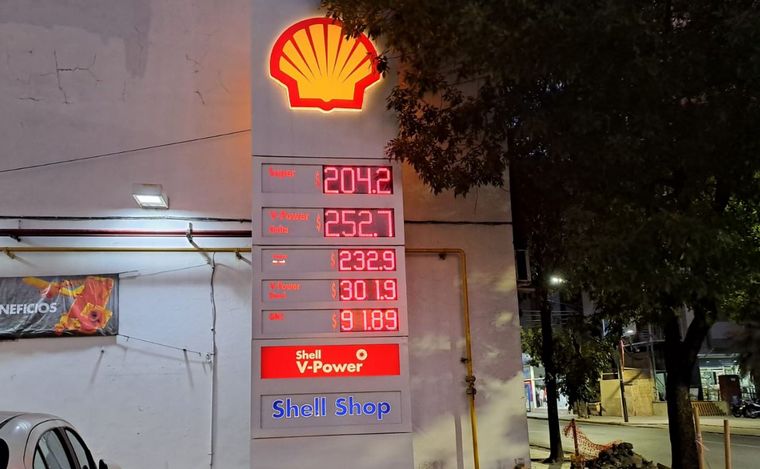 Super $204.2
V-Power $252.7
Nafta
$232.9
V-Power $301.9
GNC $91.89
Shell
V-Power
Shell Shop
NEFICIOS